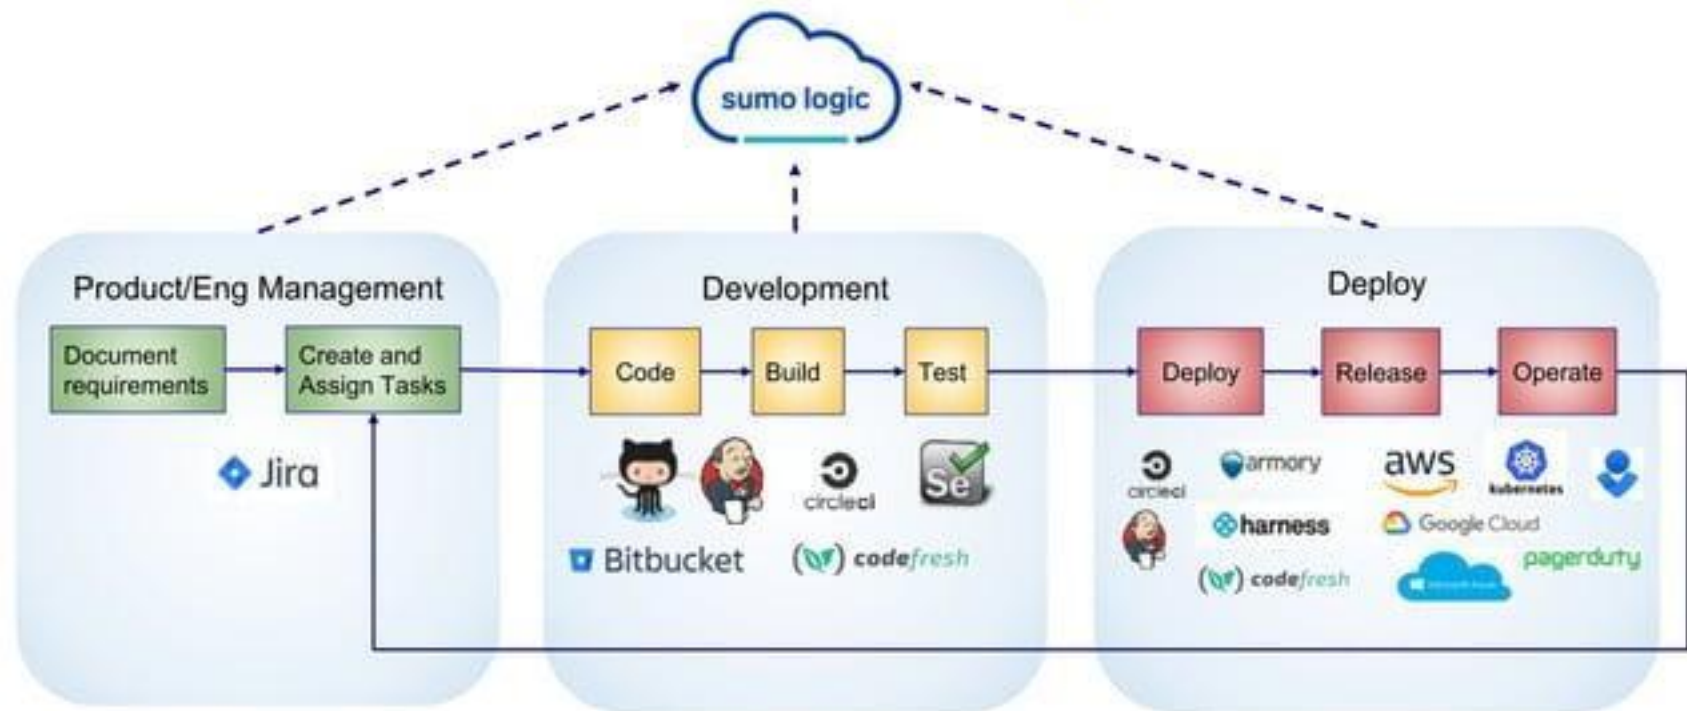 sumo logic
Product/Eng Management
Document
requirements
Create and
Assign Tasks
Jira
Development
Code
Build
Test
circleci
Se
Bitbucket
codefresh
Deploy
Deploy
Release
Operate
circleci
armory
aws
kubernetes
harness
Google Cloud
codefresh
pagerduty